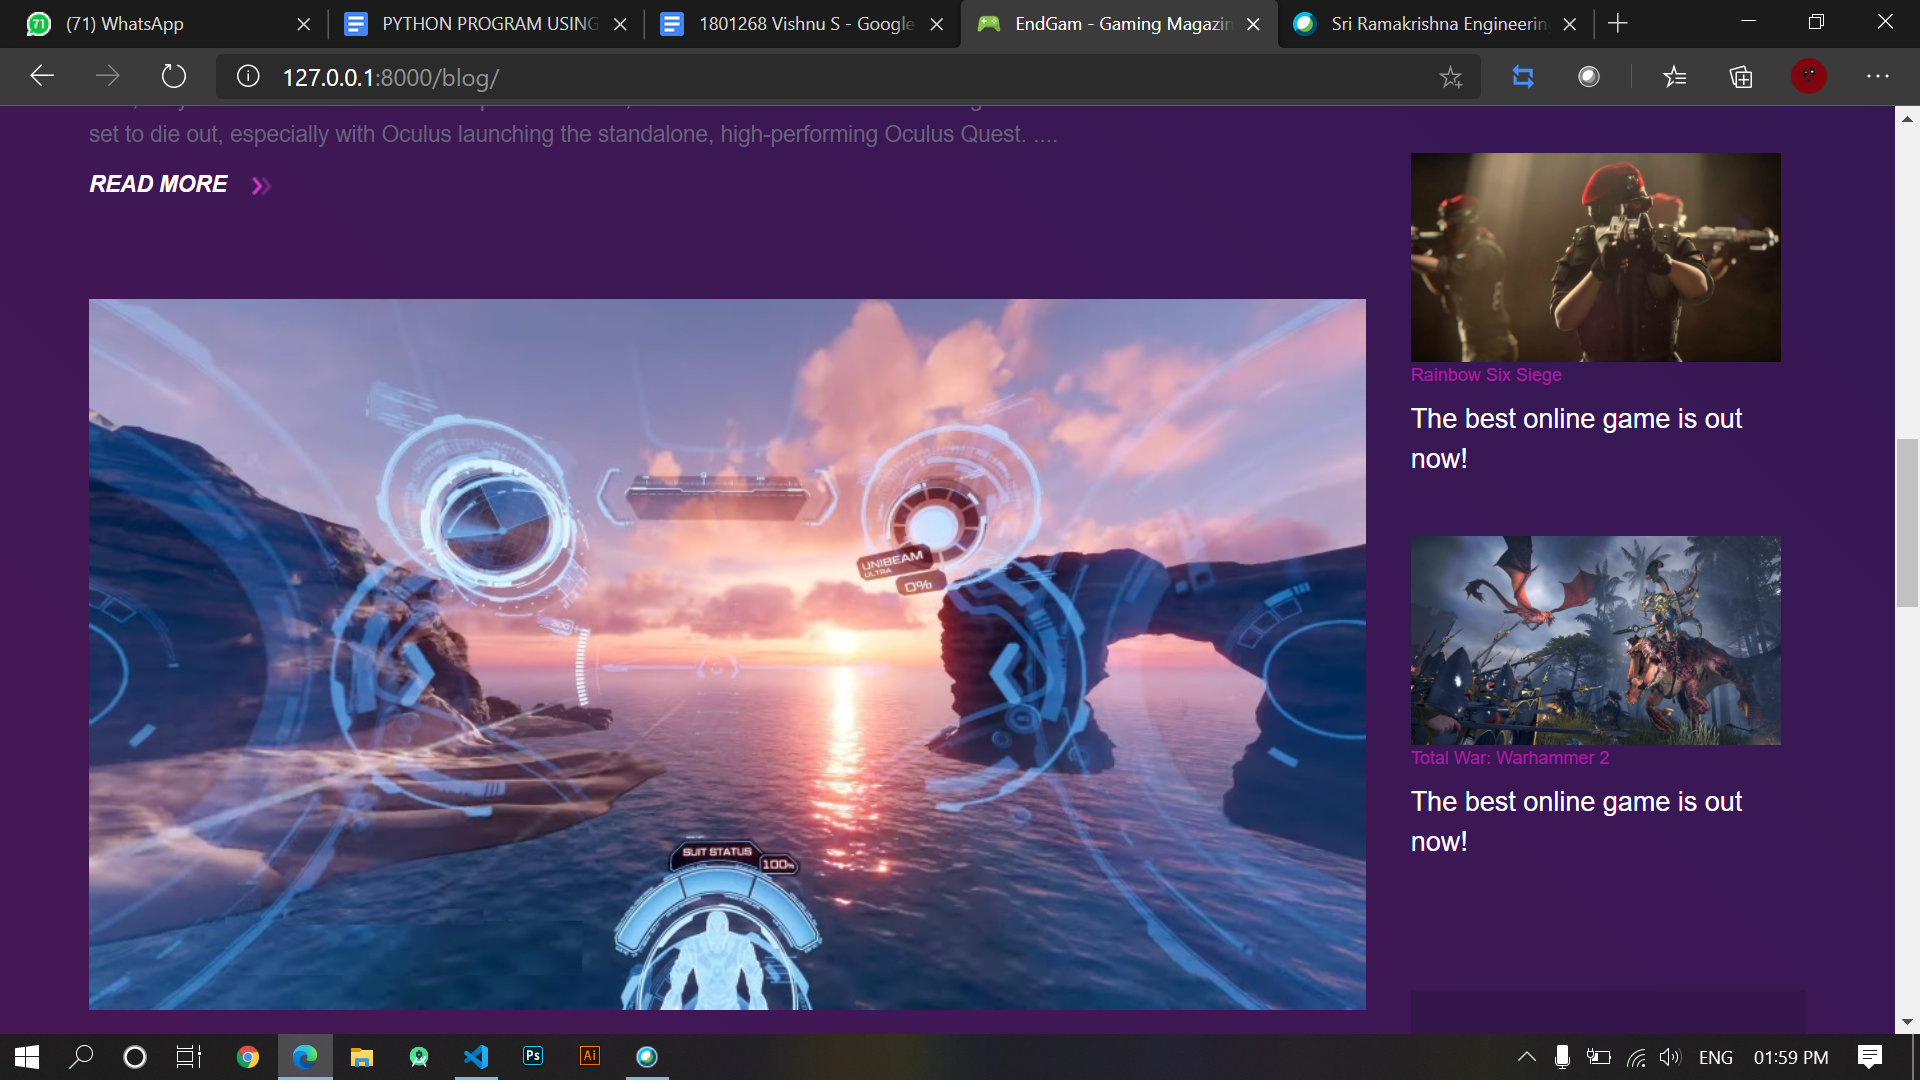 (71) WhatsApp
PYTHON PROGRAM USING
1801268 Vishnu S - Google
EndGam - Gaming Magazin
Sri Ramakrishna Engineerin
127.0.0.1:8000/blog/
set to die out, especially with Oculus launching the standalone, high-performing Oculus Quest. ....
READ MORE
UNIBEAM
ULTRA
0%
SUIT STATUS
100%
Rainbow Six Siege
The best online game is out
now!
Total War: Warhammer 2
The best online game is out
now!
71
Ps
Ai
ENG
01:59 PM